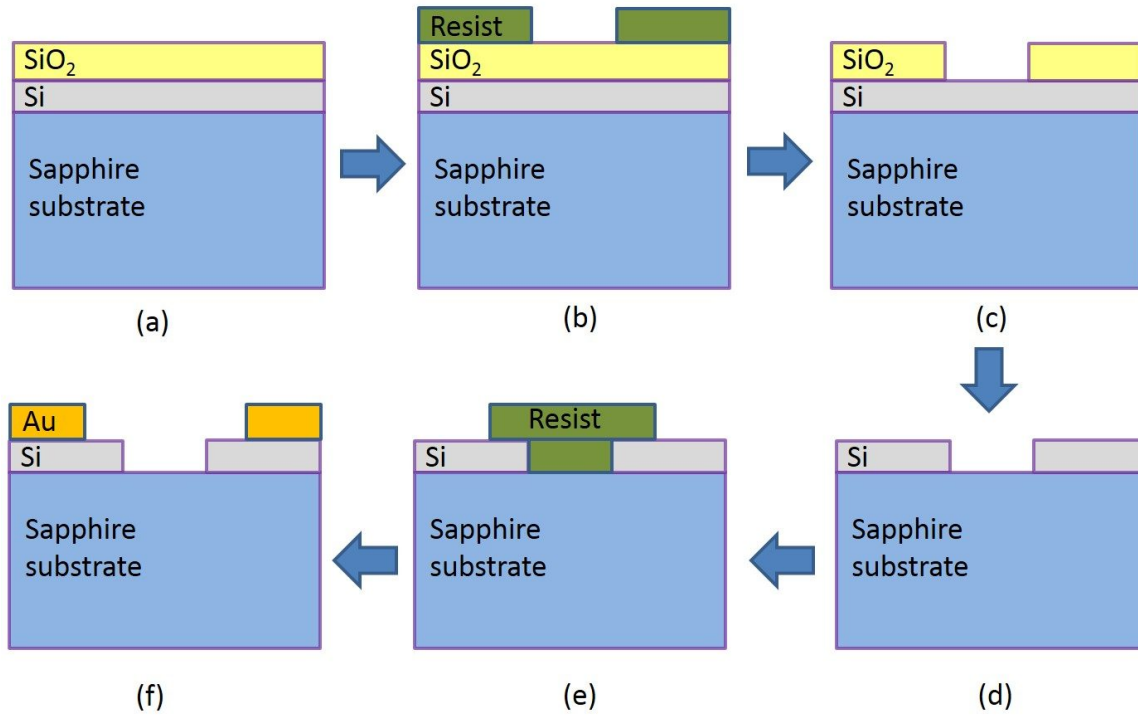 SiO₂
Si
Sapphire
substrate
(a)
Resist
SiO₂
Si
Sapphire
substrate
(b)
SiO₂
Si
Sapphire
substrate
(c)
Si
Sapphire
substrate
(d)
Resist
Si
Sapphire
substrate
(e)
Au
Si
Sapphire
substrate
(f)